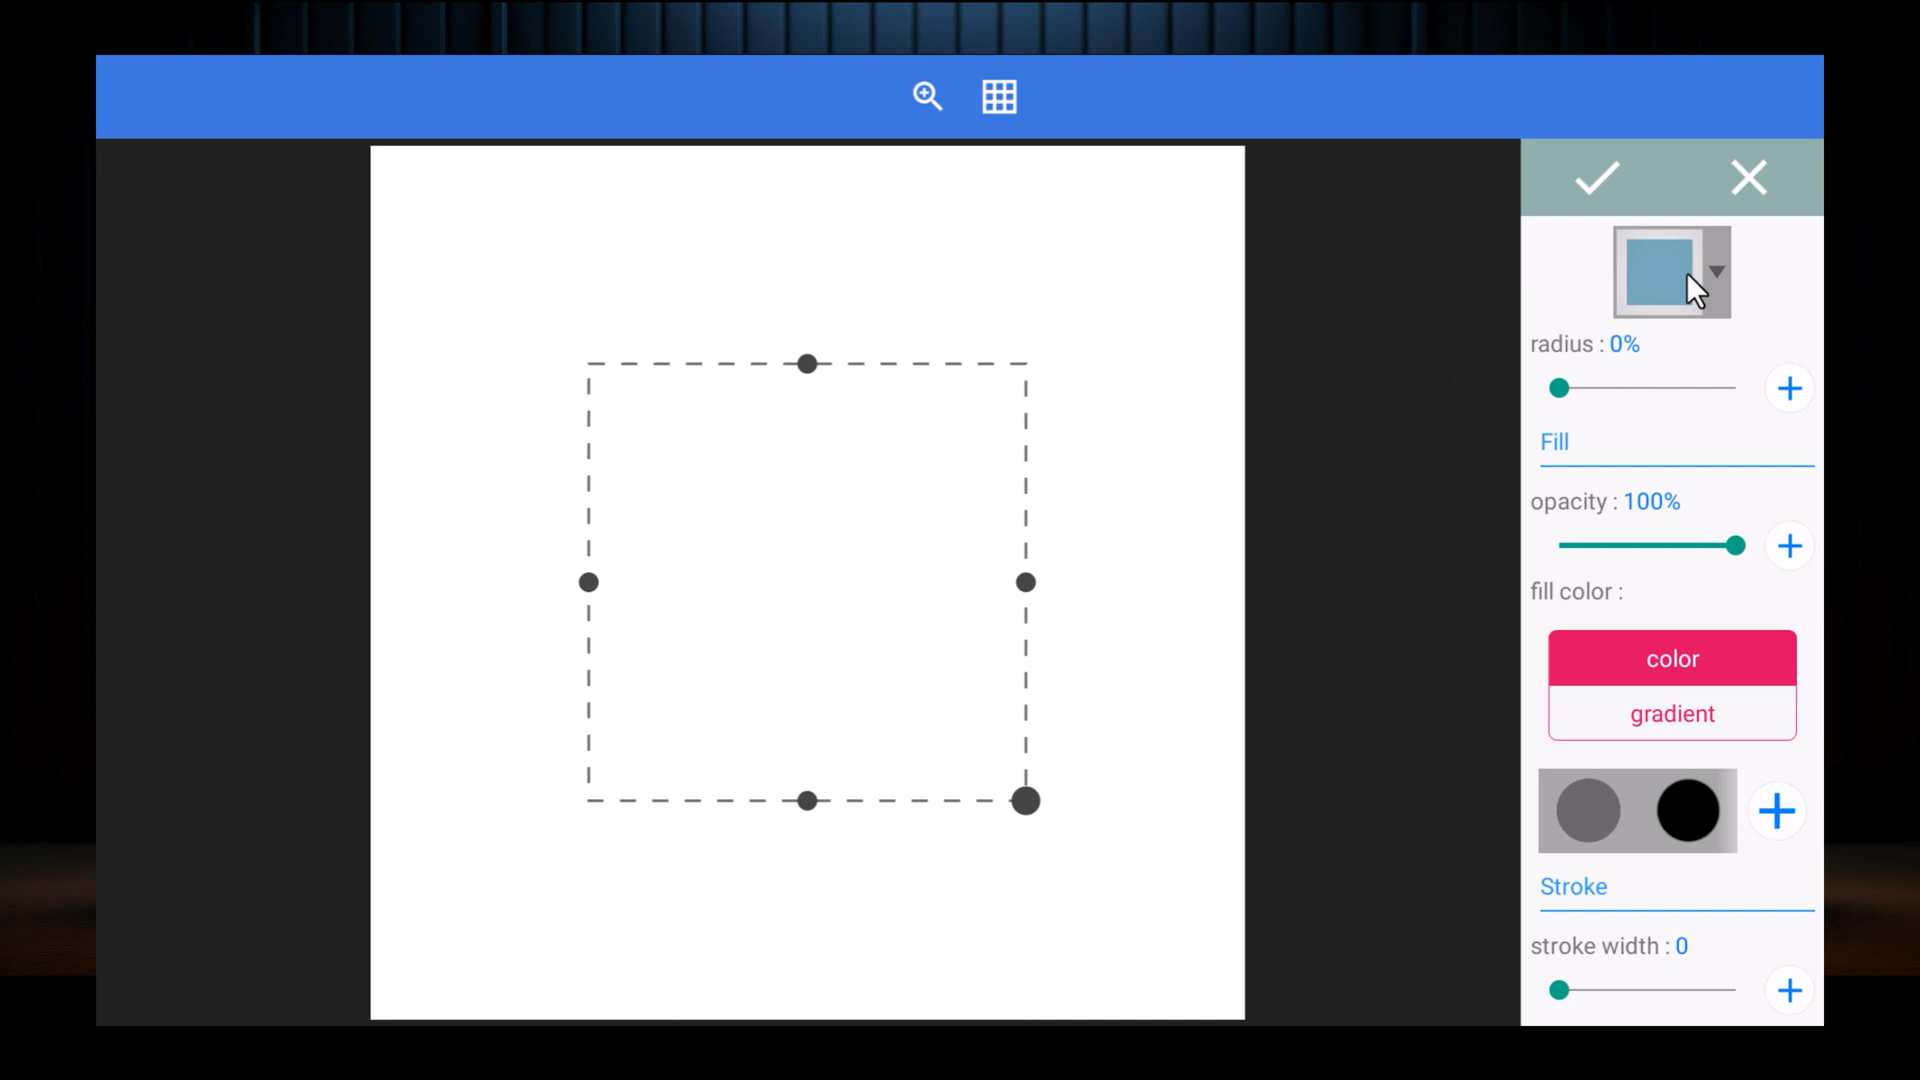 radius : 0%
Fill
opacity : 100%
fill color :
color
gradient
Stroke
stroke width : 0